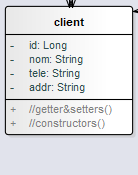 client
- id: Long
- nom: String
- tele: String
- addr: String
+ //getter&setters()
+ //constructors()